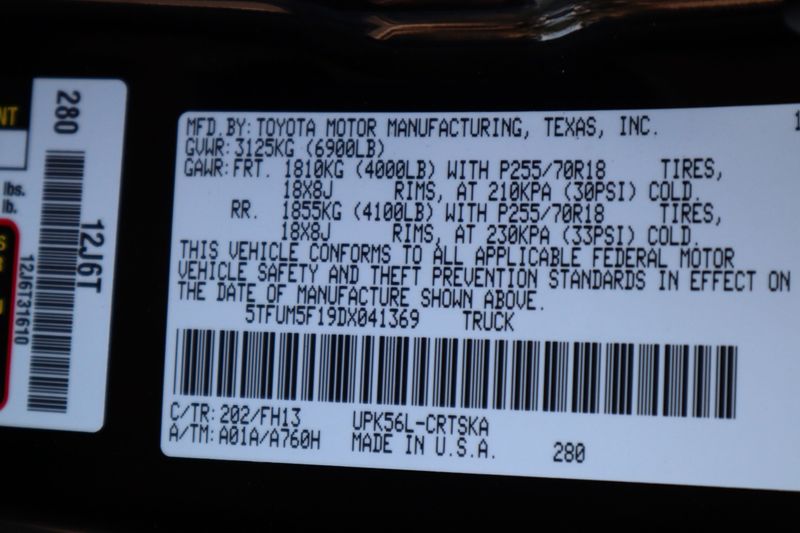 NT
lbs.
lb.
S
R
280
12J6T
12J6T31610
MFD. BY: TOYOTA MOTOR MANUFACTURING, TEXAS, INC.
GVWR: 3125KG (6900LB)
GAWR: FRT. 1810KG (4000LB) WITH P255/70R18 TIRES,
18X8J RIMS, AT 210KPA (30PSI) COLD.
RR. 1855KG (4100LB) WITH P255/70R18 TIRES,
18X8J RIMS, AT 230KPA (33PSI) COLD.
THIS VEHICLE CONFORMS TO ALL APPLICABLE FEDERAL MOTOR
VEHICLE SAFETY AND THEFT PREVENTION STANDARDS IN EFFECT ON
THE DATE OF MANUFACTURE SHOWN ABOVE.
5TFUM5F19DX041369 TRUCK
C/TR: 202/FH13 UPK56L-CRTSKA
A/TM: A01A/A760H MADE IN U.S.A. 280